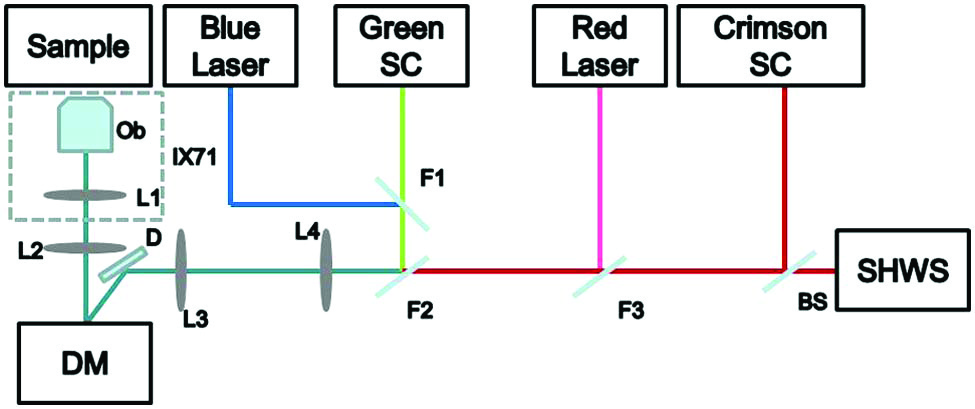 Sample
Blue
Laser
Green
SC
Red
Laser
Crimson
SC
Ob
IX71
L1
F1
L2
D
L4
L3
F2
F3
BS
SHWS
DM